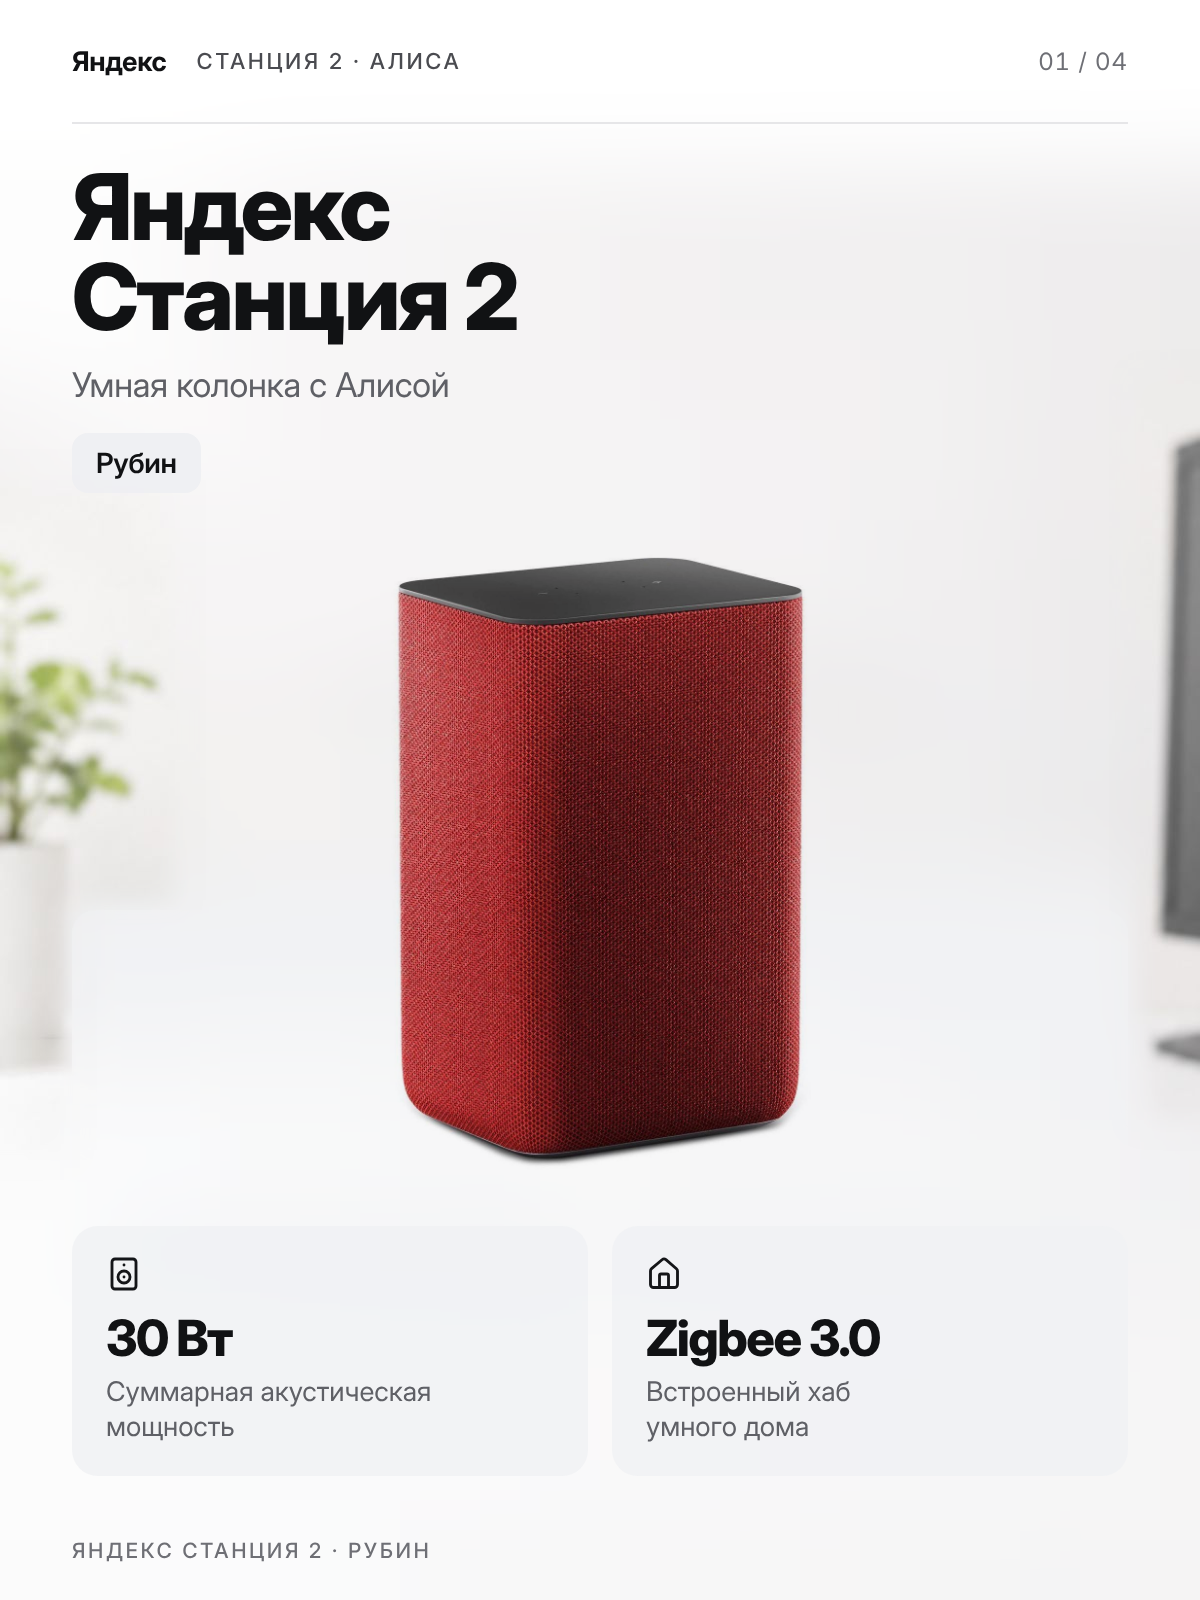 Яндекс СТАНЦИЯ 2 · АЛИСА 01 / 04
Яндекс
Станция 2
Умная колонка с Алисой
Рубин
30 Вт
Суммарная акустическая
мощность
Zigbee 3.0
Встроенный хаб
умного дома
ЯНДЕКС СТАНЦИЯ 2 · РУБИН